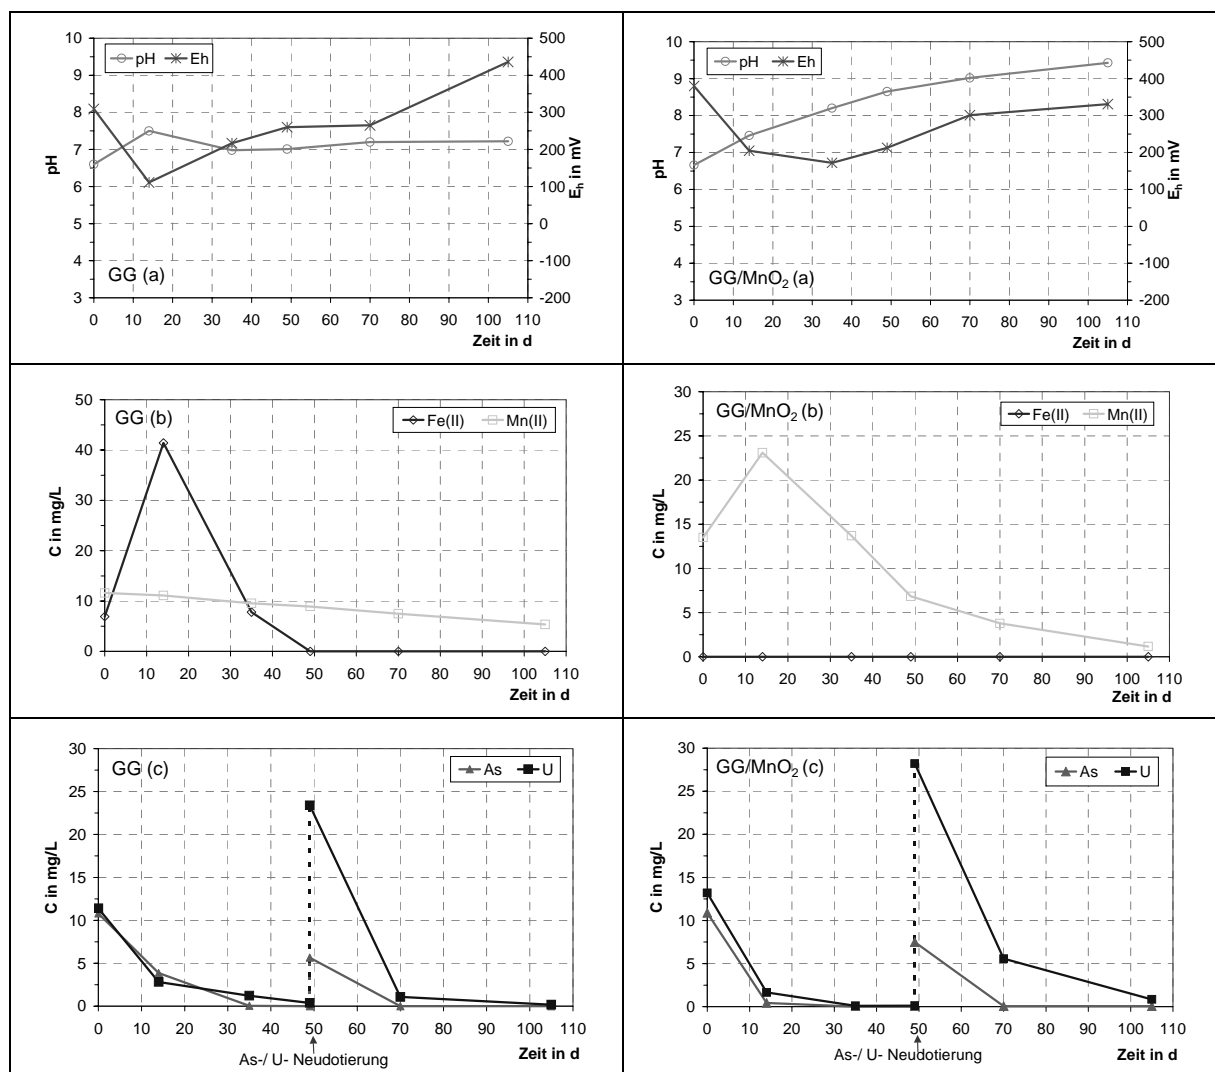 10
9
8
7
6
5
4
3
pH
500
400
300
200
100
0
-100
-200
E_h in mV
pH Eh
GG (a)
0 10 20 30 40 50 60 70 80 90 100 110
Zeit in d
10
9
8
7
6
5
4
3
pH
500
400
300
200
100
0
-100
-200
E_h in mV
pH Eh
GG/MnO₂ (a)
0 10 20 30 40 50 60 70 80 90 100 110
Zeit in d
50
40
30
20
10
0
C in mg/L
GG (b)
Fe(II) Mn(II)
0 10 20 30 40 50 60 70 80 90 100 110
Zeit in d
30
25
20
15
10
5
0
C in mg/L
GG/MnO₂ (b)
Fe(II) Mn(II)
0 10 20 30 40 50 60 70 80 90 100 110
Zeit in d
30
25
20
15
10
5
0
C in mg/L
GG (c)
As U
0 10 20 30 40 50 60 70 80 90 100 110
As-/ U- Neudotierung
Zeit in d
30
25
20
15
10
5
0
C in mg/L
GG/MnO₂ (c)
As U
0 10 20 30 40 50 60 70 80 90 100 110
As-/ U- Neudotierung
Zeit in d